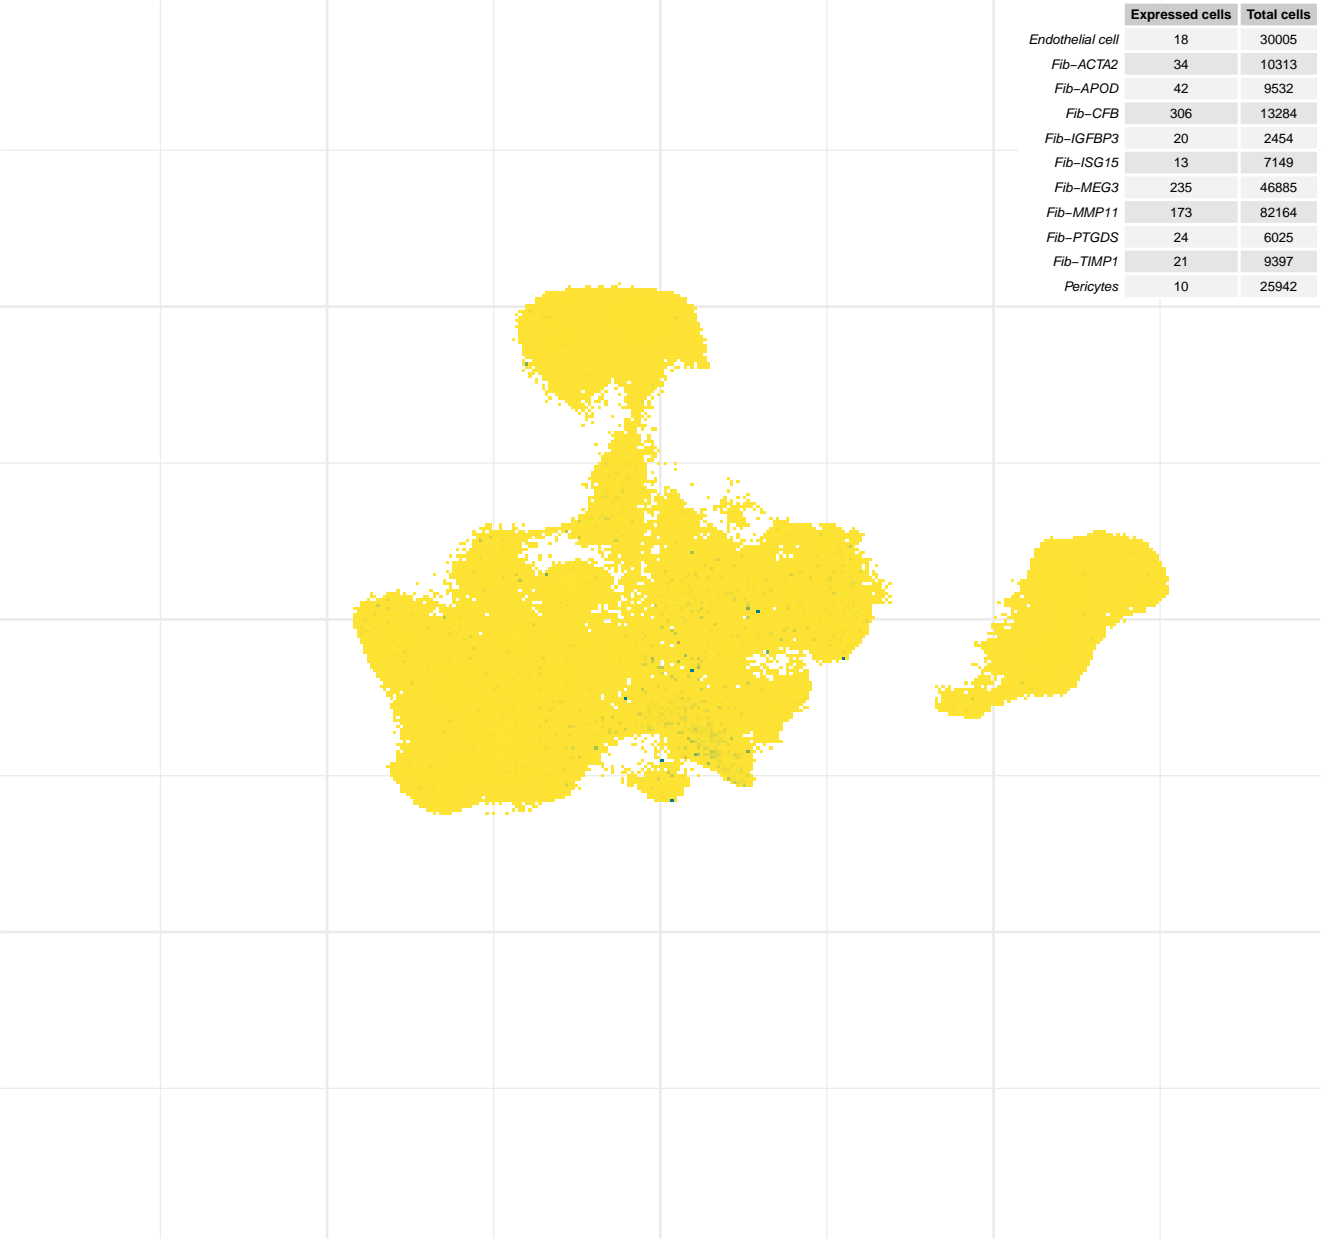 Expressed cells Total cells
Endothelial cell 18 30005
Fib−ACTA2 34 10313
Fib−APOD 42 9532
Fib−CFB 306 13284
Fib−IGFBP3 20 2454
Fib−ISG15 13 7149
Fib−MEG3 235 46885
Fib−MMP11 173 82164
Fib−PTGDS 24 6025
Fib−TIMP1 21 9397
Pericytes 10 25942